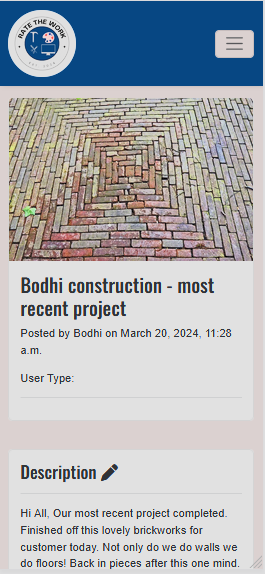 RATE THE WORK
Bodhi construction - most
recent project
Posted by Bodhi on March 20, 2024, 11:28
a.m.
User Type:
Description
Hi All, Our most recent project completed.
Finished off this lovely brickworks for
customer today. Not only do we do walls we
do floors! Back in pieces after this one mind.